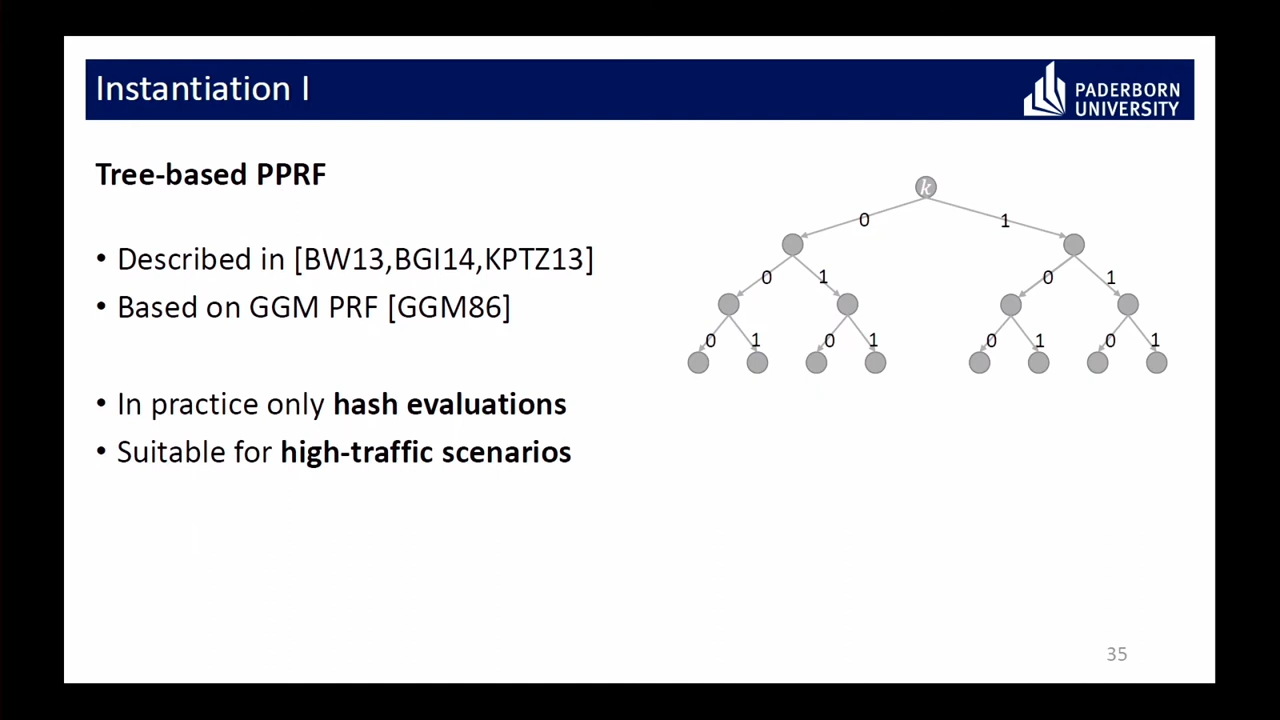 Instantiation I
PADERBORN
UNIVERSITY
Tree-based PPRF
• Described in [BW13,BGI14,KPTZ13]
• Based on GGM PRF [GGM86]
• In practice only hash evaluations
• Suitable for high-traffic scenarios
k
0 1
0 1 0 1
0 1 0 1 0 1 0 1
35